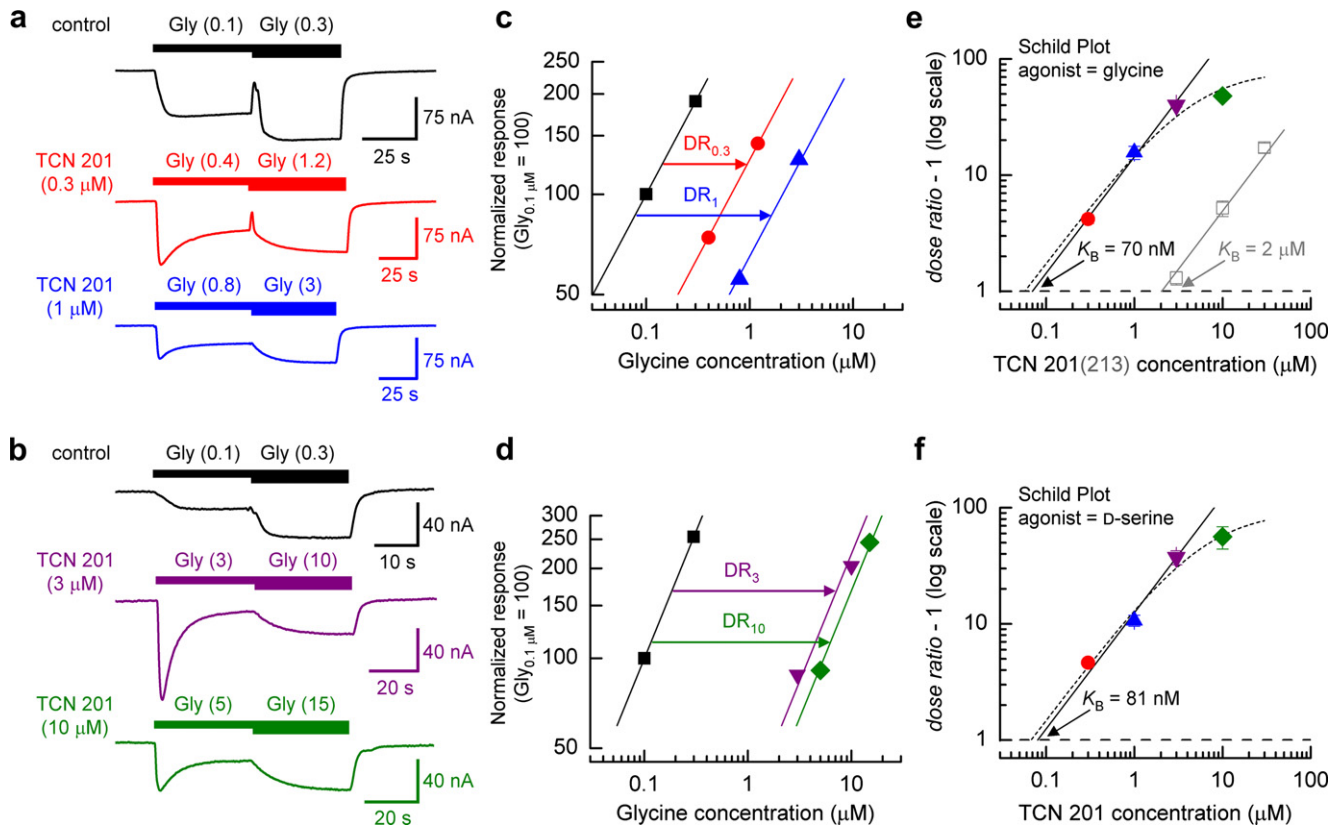 a
control
Gly (0.1) Gly (0.3)
75 nA
25 s
TCN 201
(0.3 μM)
Gly (0.4) Gly (1.2)
75 nA
25 s
TCN 201
(1 μM)
Gly (0.8) Gly (3)
75 nA
25 s
b
control
Gly (0.1) Gly (0.3)
40 nA
10 s
TCN 201
(3 μM)
Gly (3) Gly (10)
40 nA
20 s
TCN 201
(10 μM)
Gly (5) Gly (15)
40 nA
20 s
c
Normalized response
(Gly0.1 μM = 100)
250
200
150
100
50
DR0.3
DR1
0.1 1 10
Glycine concentration (μM)
d
Normalized response
(Gly0.1 μM = 100)
300
250
200
150
100
50
DR3
DR10
0.1 1 10
Glycine concentration (μM)
e
Schild Plot
agonist = glycine
dose ratio - 1 (log scale)
100
10
1
KB = 70 nM
KB = 2 μM
0.1 1 10 100
TCN 201(213) concentration (μM)
f
Schild Plot
agonist = D-serine
dose ratio - 1 (log scale)
100
10
1
KB = 81 nM
0.1 1 10 100
TCN 201 concentration (μM)